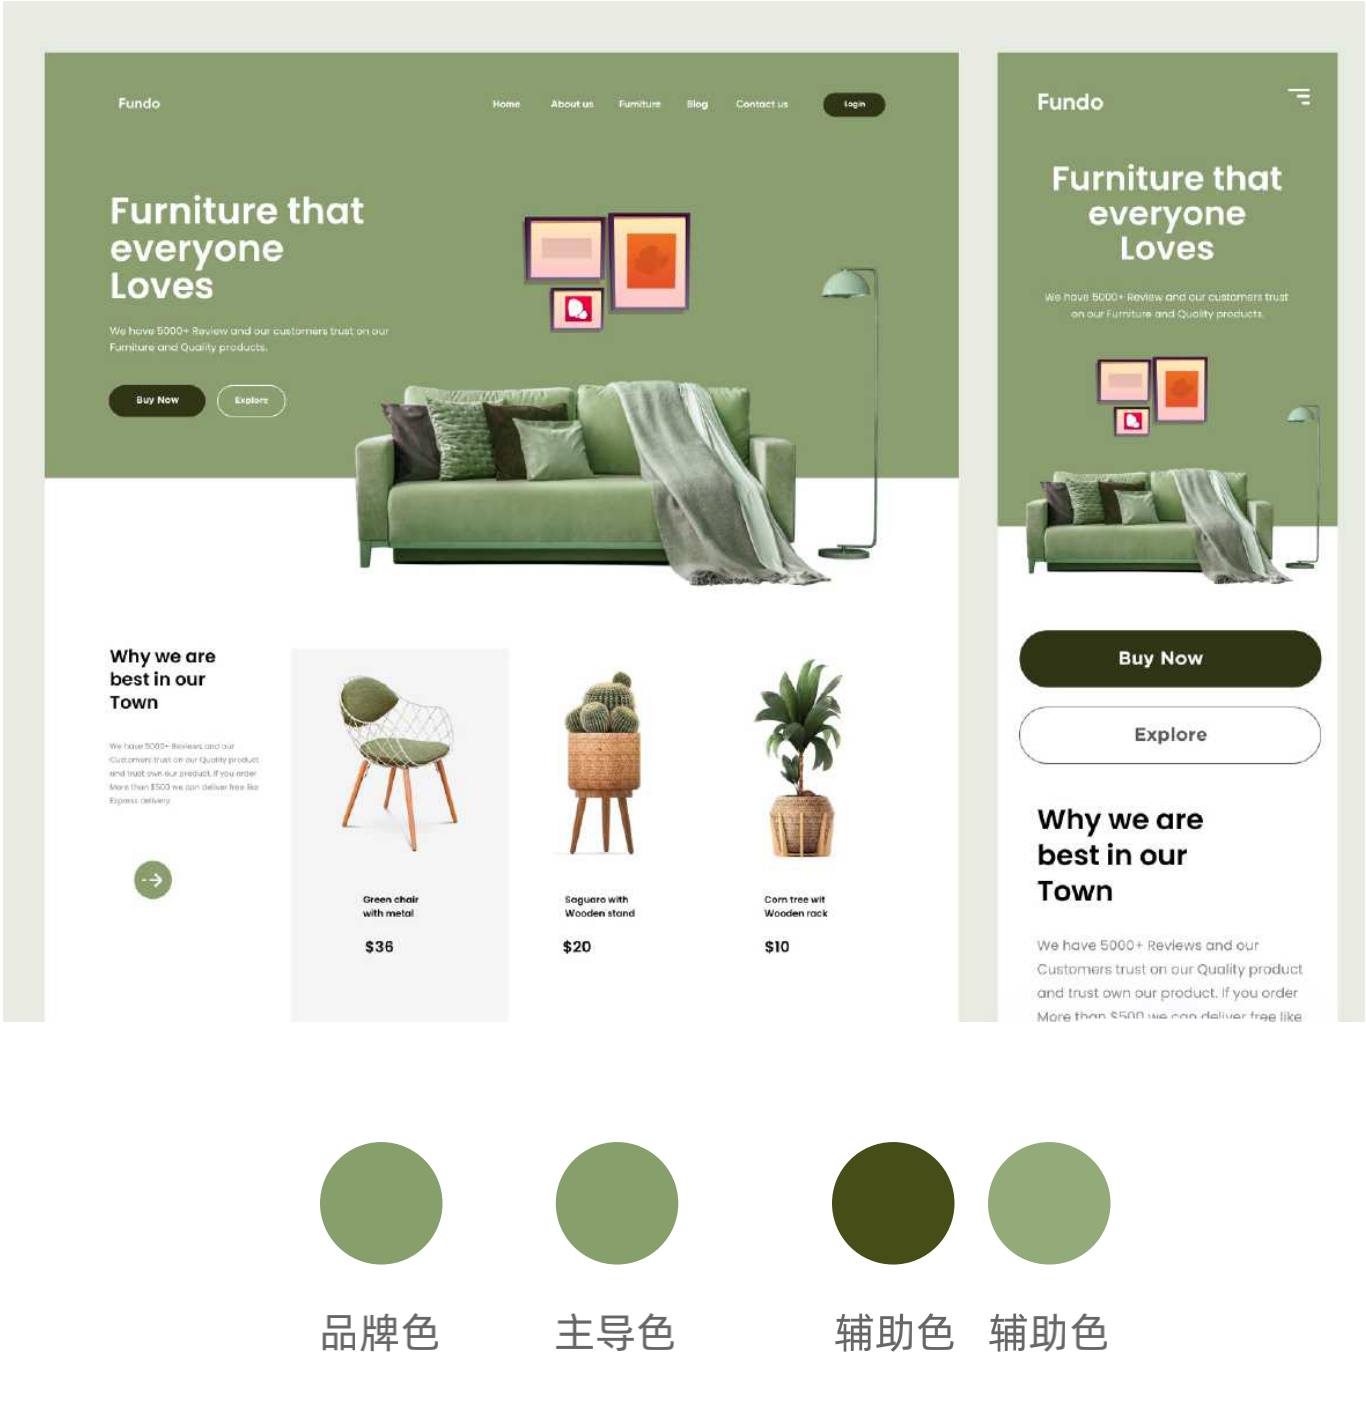 Fundo
Home About us Furniture Blog Contact us Login
Furniture that
everyone
Loves
We have 5000+ Review and our customers trust on our
Furniture and Quality products.
Buy Now Explore
Why we are
best in our
Town
We have 5000+ Reviews and our
Customers trust on our Quality product
and trust own our product. If you order
More than $500 we can deliver free like
Express delivery
Green chair
with metal
$36
Saguaro with
Wooden stand
$20
Corn tree wit
Wooden rack
$10
Fundo
Furniture that
everyone
Loves
We have 5000+ Review and our customers trust
on our Furniture and Quality products.
Buy Now
Explore
Why we are
best in our
Town
We have 5000+ Reviews and our
Customers trust on our Quality product
and trust own our product. If you order
More than $500 we can deliver free like
品牌色 主导色 辅助色 辅助色